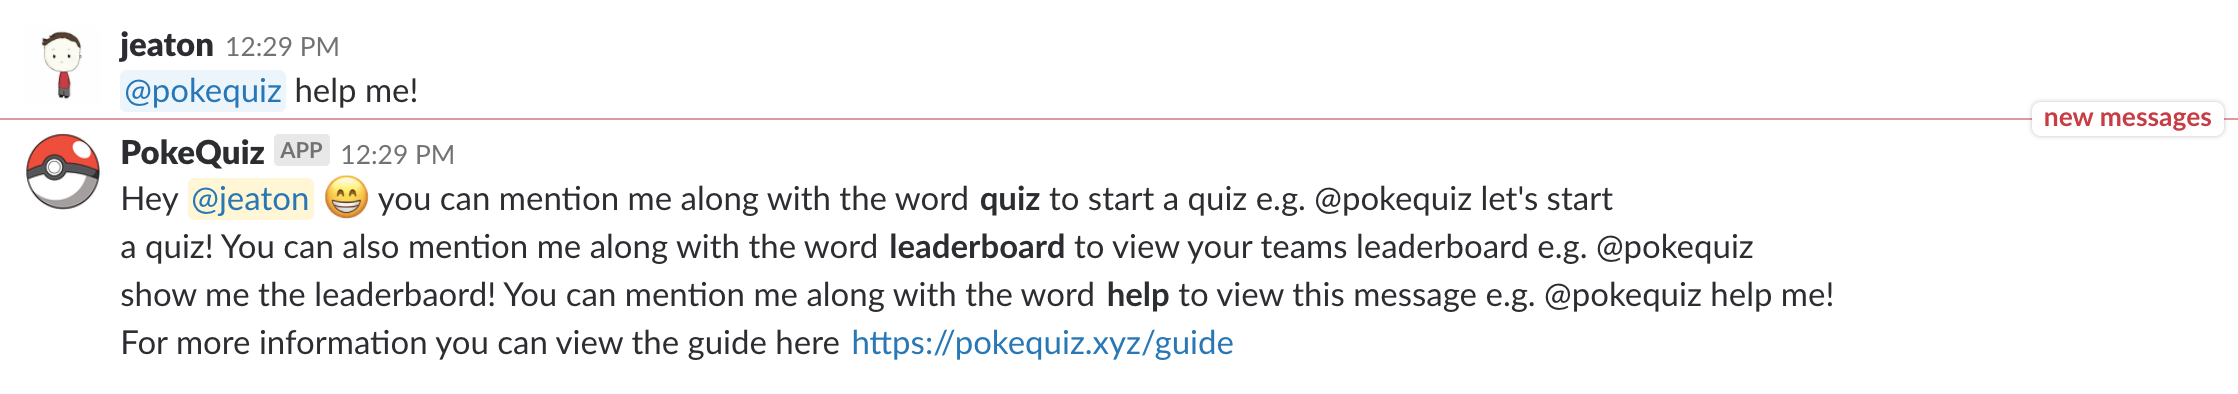 jeaton 12:29 PM
@pokequiz help me!
new messages
PokeQuiz APP 12:29 PM
Hey @jeaton 😁 you can mention me along with the word quiz to start a quiz e.g. @pokequiz let's start
a quiz! You can also mention me along with the word leaderboard to view your teams leaderboard e.g. @pokequiz
show me the leaderbaord! You can mention me along with the word help to view this message e.g. @pokequiz help me!
For more information you can view the guide here https://pokequiz.xyz/guide